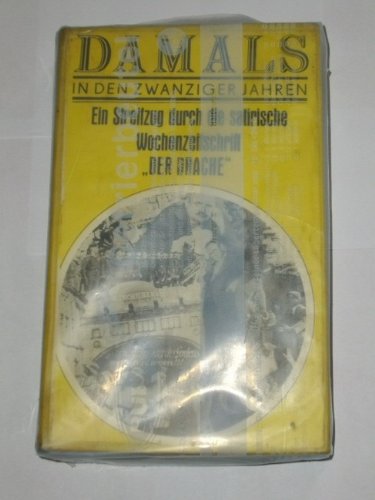 DAMALS
IN DEN ZWANZIGER JAHREN
Ein Streifzug durch die satirische
Wochenzeitschrift
„DER DRACHE“